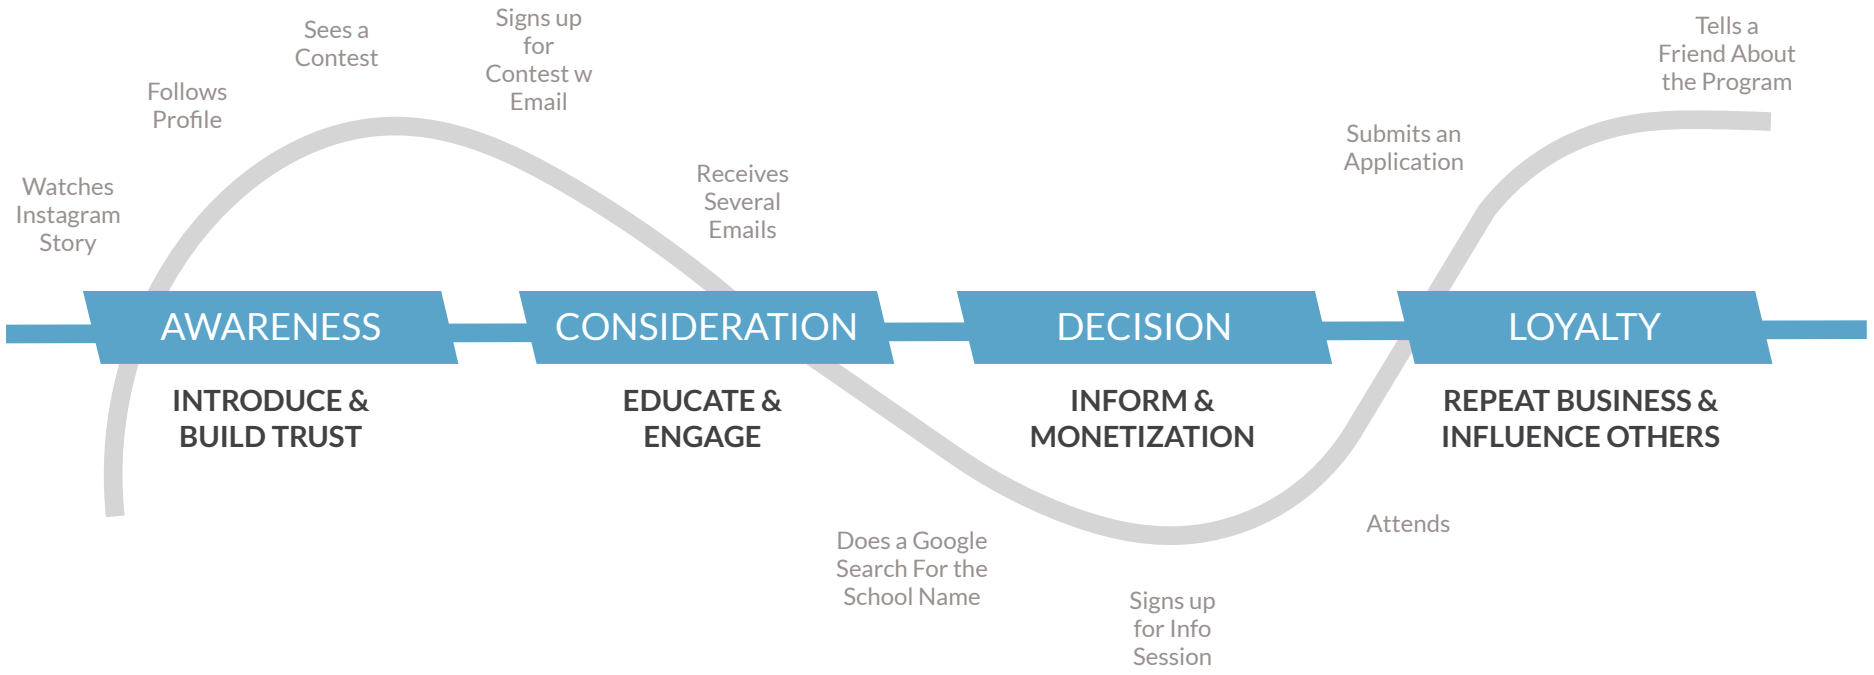 Sees a
Contest
Signs up
for
Contest w
Email
Tells a
Friend About
the Program
Follows
Profile
Submits an
Application
Watches
Instagram
Story
Receives
Several
Emails
AWARENESS
CONSIDERATION
DECISION
LOYALTY
INTRODUCE &
BUILD TRUST
EDUCATE &
ENGAGE
INFORM &
MONETIZATION
REPEAT BUSINESS &
INFLUENCE OTHERS
Does a Google
Search For the
School Name
Signs up
for Info
Session
Attends